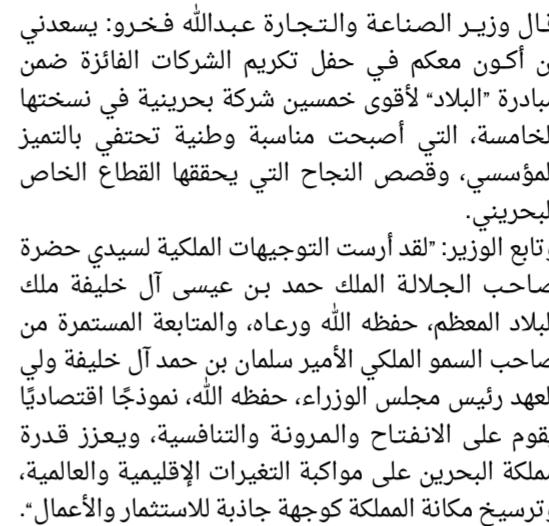 قال وزير الصناعة والتجارة عبدالله فخرو: يسعدني
أن أكون معكم في حفل تكريم الشركات الفائزة ضمن
مبادرة ”البلاد“ لأقوى خمسين شركة بحرينية في نسختها
الخامسة، التي أصبحت مناسبة وطنية تحتفي بالتميز
المؤسسي، وقصص النجاح التي يحققها القطاع الخاص
البحريني.
وتابع الوزير: ”لقد أرست التوجيهات الملكية لسيدي حضرة
صاحب الجلالة الملك حمد بن عيسى آل خليفة ملك
البلاد المعظم، حفظه الله ورعاه، والمتابعة المستمرة من
صاحب السمو الملكي الأمير سلمان بن حمد آل خليفة ولي
العهد رئيس مجلس الوزراء، حفظه الله، نموذجًا اقتصاديًا
يقوم على الانفتاح والمرونة والتنافسية، ويعزز قدرة
مملكة البحرين على مواكبة التغيرات الإقليمية والعالمية،
وترسيخ مكانة المملكة كوجهة جاذبة للاستثمار والأعمال“.